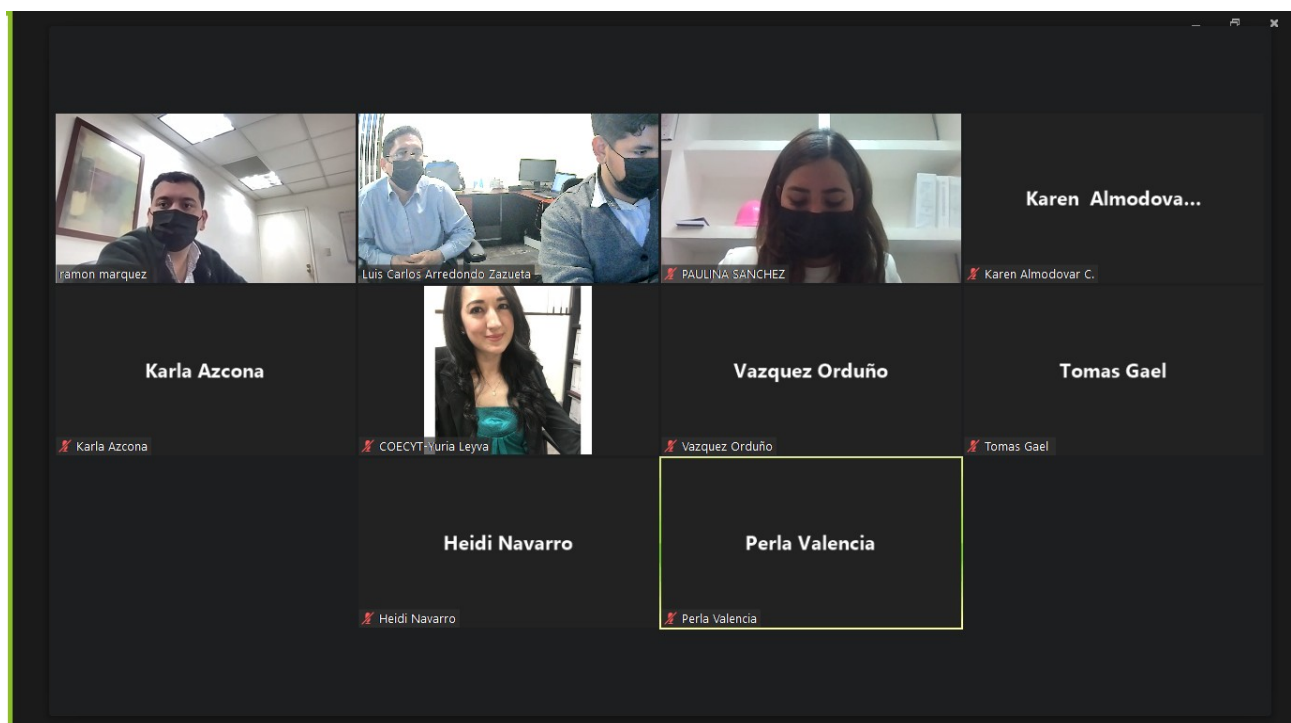 ramon marquez
Luis Carlos Arredondo Zazueta
PAULINA SANCHEZ
Karen Almodova...
Karen Almodovar C.
Karla Azcona
Karla Azcona
COECYT-Yuria Leyva
Vazquez Orduño
Vazquez Orduño
Tomas Gael
Tomas Gael
Heidi Navarro
Heidi Navarro
Perla Valencia
Perla Valencia